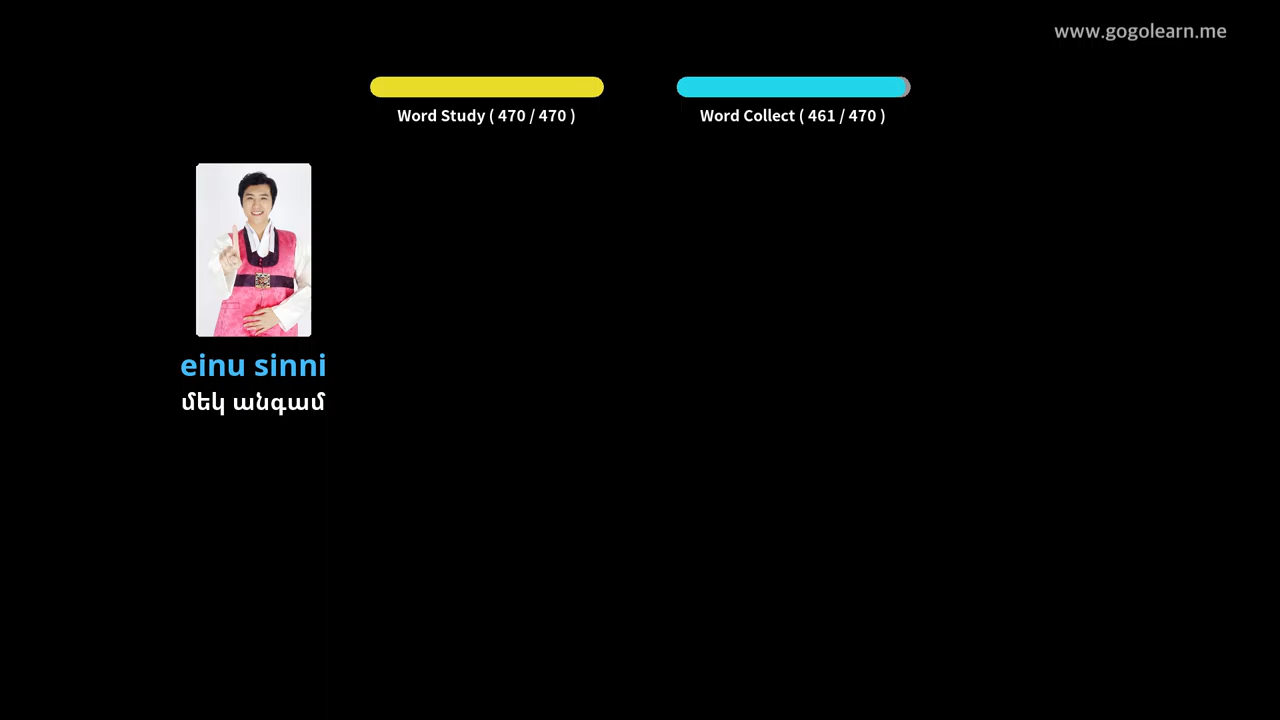 www.gogolearn.me
Word Study ( 470 / 470 )
Word Collect ( 461 / 470 )
einu sinni
մեկ անգամ